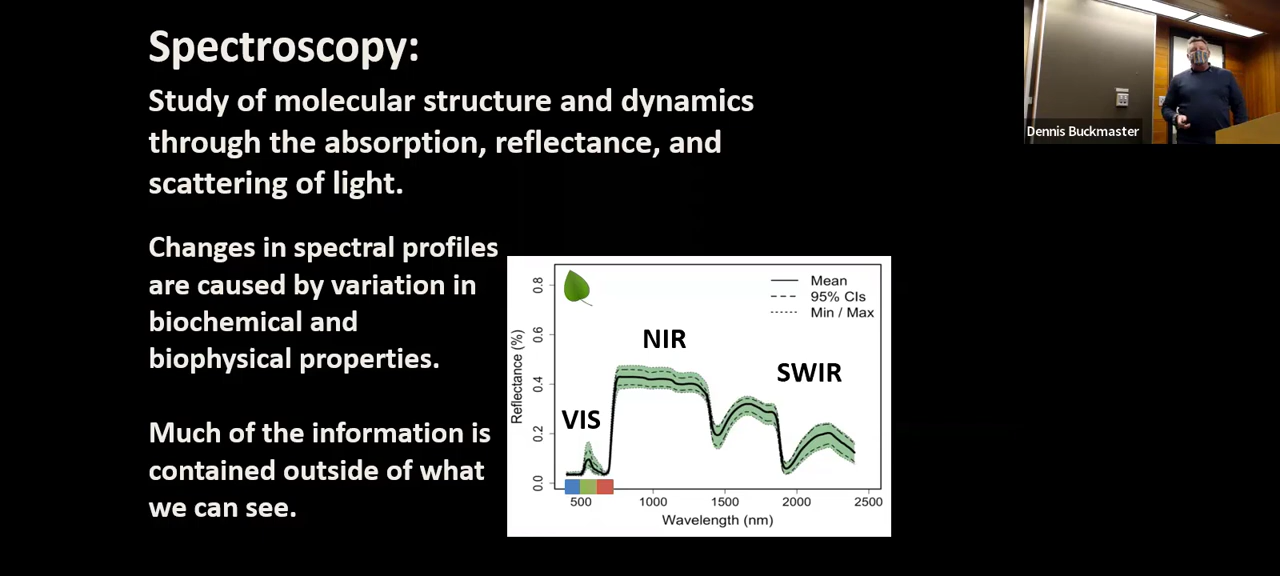 Spectroscopy:
Study of molecular structure and dynamics
through the absorption, reflectance, and
scattering of light.
Changes in spectral profiles
are caused by variation in
biochemical and
biophysical properties.
Much of the information is
contained outside of what
we can see.
Dennis Buckmaster
Mean
95% CIs
Min / Max
NIR
SWIR
VIS
Reflectance (%)
0.8
0.6
0.4
0.2
0.0
500 1000 1500 2000 2500
Wavelength (nm)